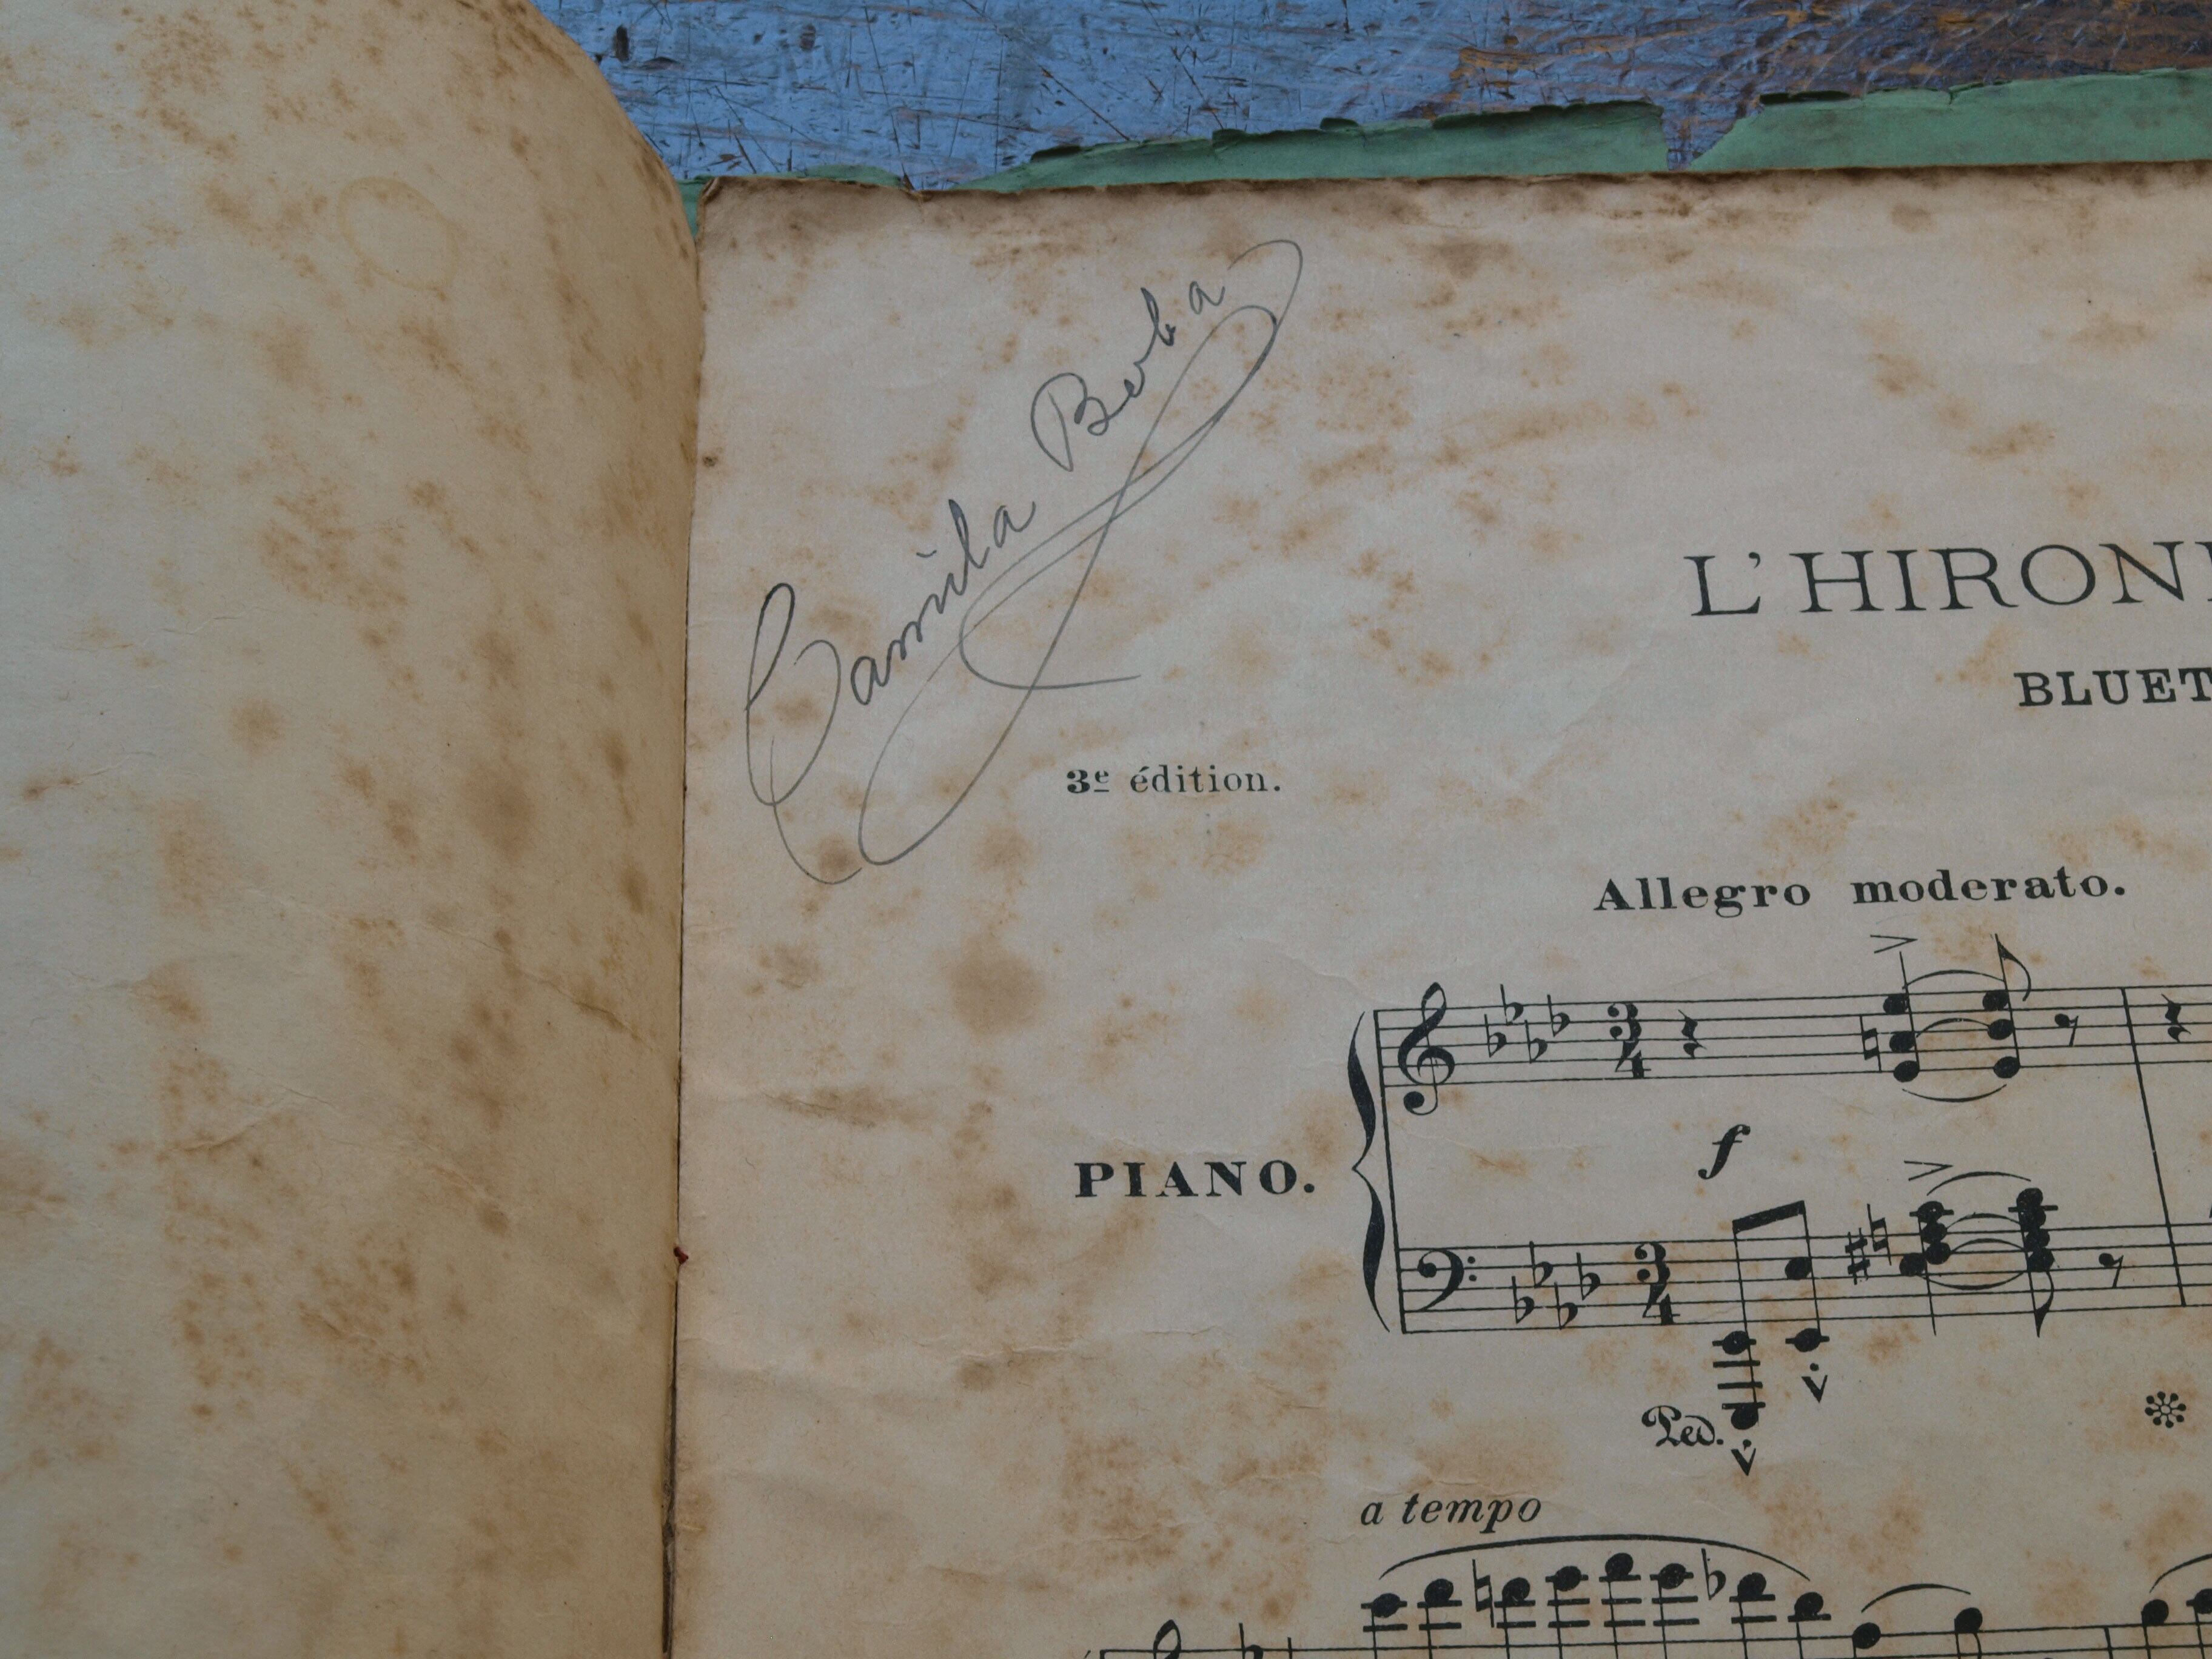 Camila Borba
L'HIRON
BLUET
3e édition.
Allegro moderato.
PIANO.
f
Ped.
a tempo